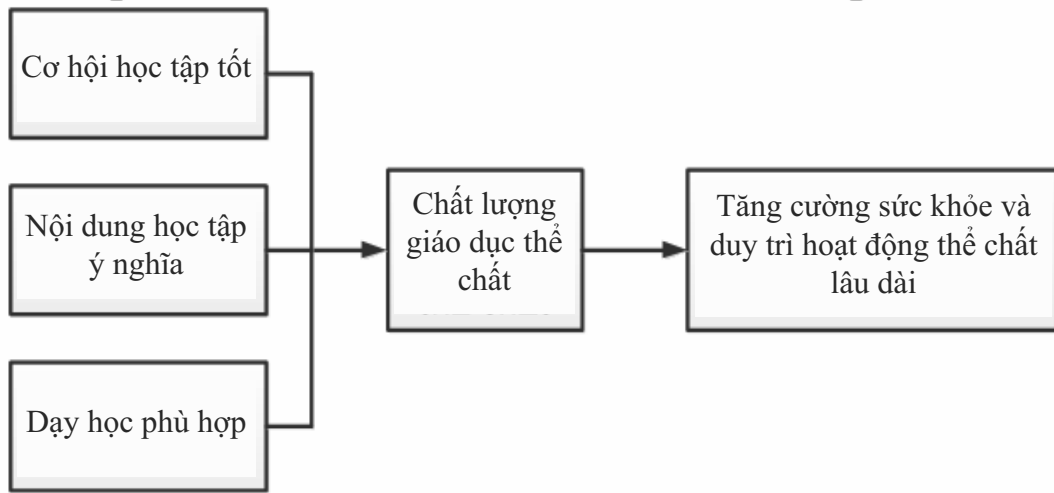 Cơ hội học tập tốt
Nội dung học tập
ý nghĩa
Dạy học phù hợp
Chất lượng
giáo dục thể
chất
Tăng cường sức khỏe và
duy trì hoạt động thể chất
lâu dài